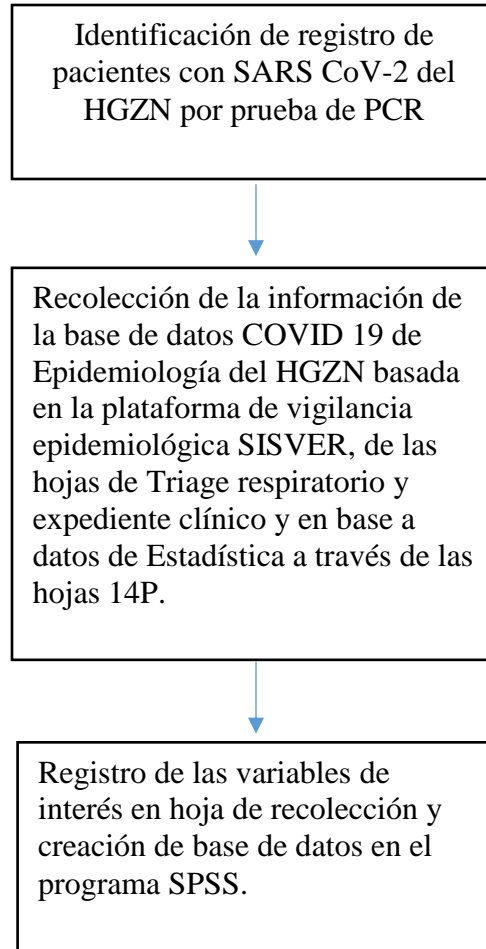 Identificación de registro de
pacientes con SARS CoV-2 del
HGZN por prueba de PCR
Recolección de la información de
la base de datos COVID 19 de
Epidemiología del HGZN basada
en la plataforma de vigilancia
epidemiológica SISVER, de las
hojas de Triage respiratorio y
expediente clínico y en base a
datos de Estadística a través de las
hojas 14P.
Registro de las variables de
interés en hoja de recolección y
creación de base de datos en el
programa SPSS.